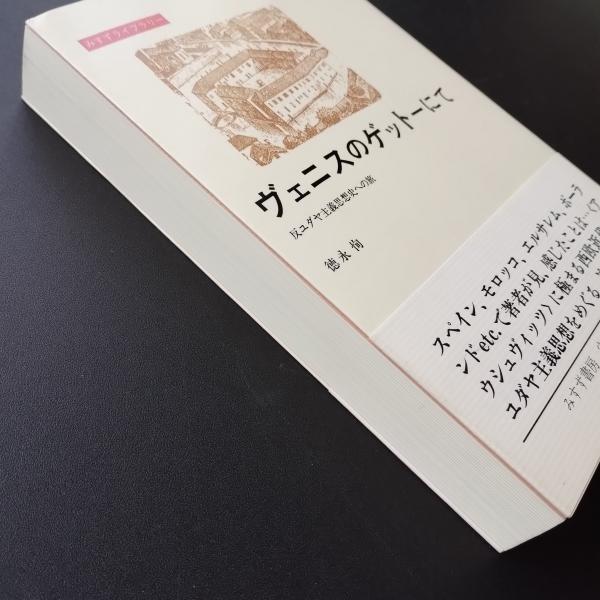 みすずライブラリー
ヴェニスのゲットーにて
反ユダヤ主義思想史への旅
徳永 恂
スペイン、モロッコ、エルサレム、ポーラ
ンドetc.で著者が見、感じたことは…〈ア
ウシュヴィッツ〉に極まる西欧
ユダヤ主義思想をめぐる
みすず書房